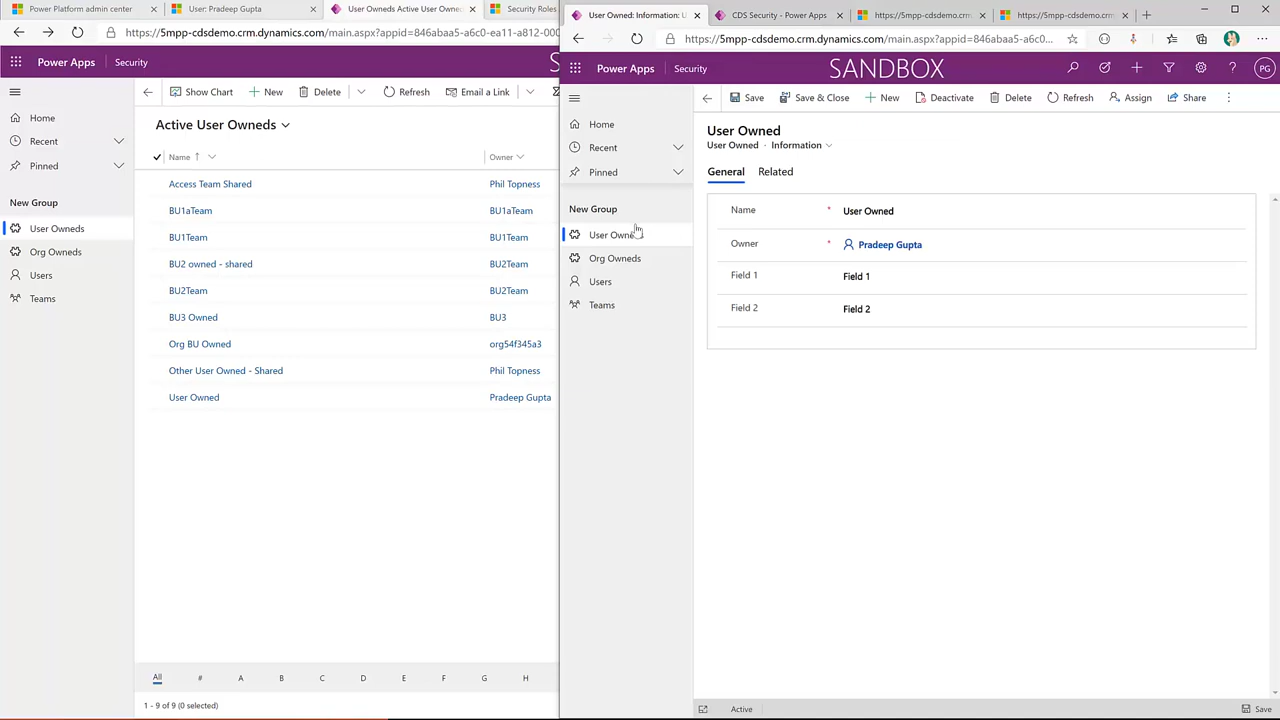 Power Platform admin center
User: Pradeep Gupta
User Owneds Active User Owned
Security Roles
https://5mpp-cdsdemo.crm.dynamics.com/main.aspx?appid=846abaa5-a6c0-ea11-a812-000
Power Apps
Security
Show Chart
New
Delete
Refresh
Email a Link
Home
Recent
Pinned
New Group
User Owneds
Org Owneds
Users
Teams
Active User Owneds
Name
Owner
Access Team Shared
Phil Topness
BU1aTeam
BU1aTeam
BU1Team
BU1Team
BU2 owned - shared
BU2Team
BU2Team
BU2Team
BU3 Owned
BU3
Org BU Owned
org54f345a3
Other User Owned - Shared
Phil Topness
User Owned
Pradeep Gupta
All # A B C D E F G H
1 - 9 of 9 (0 selected)
User Owned: Information: U
CDS Security - Power Apps
https://5mpp-cdsdemo.crm.
https://5mpp-cdsdemo.crm.
https://5mpp-cdsdemo.crm.dynamics.com/main.aspx?appid=846abaa5-a6c0...
Power Apps
Security
SANDBOX
PG
Save
Save & Close
New
Deactivate
Delete
Refresh
Assign
Share
Home
Recent
Pinned
New Group
User Own
Org Owneds
Users
Teams
User Owned
User Owned · Information
General
Related
Name * User Owned
Owner * Pradeep Gupta
Field 1 Field 1
Field 2 Field 2
Active
Save